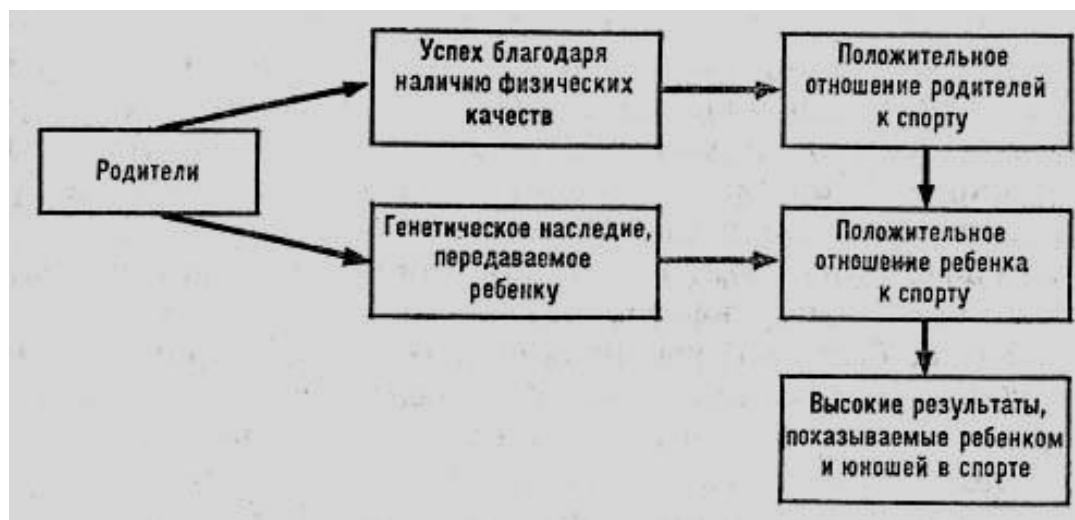 Родители
Успех благодаря
наличию физических
качеств
Положительное
отношение родителей
к спорту
Генетическое наследие,
передаваемое
ребенку
Положительное
отношение ребенка
к спорту
Высокие результаты,
показываемые ребенком
и юношей в спорте